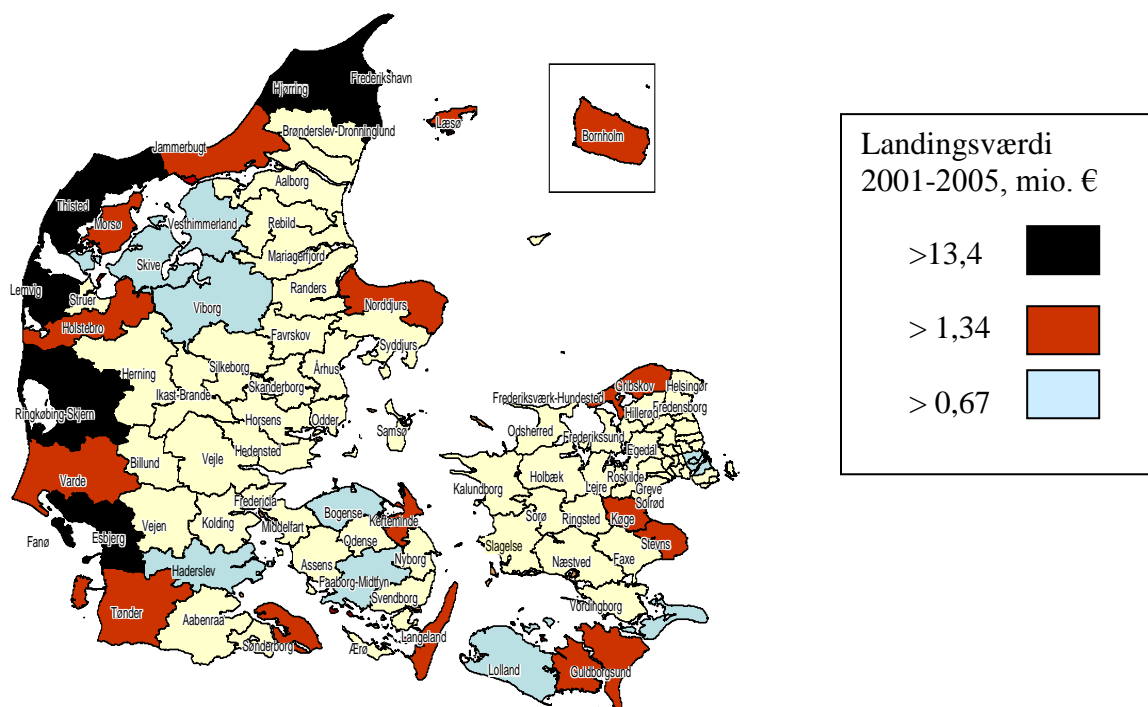 Frederikshavn
Hjørring
Læsø
Brønderslev-Dronninglund
Bornholm
Jammerbugt
Aalborg
Thisted
Morsø
Vesthimmerland
Rebild
Mariagerfjord
Skive
Lemvig
Struer
Randers
Viborg
Norddjurs
Holstebro
Favrskov
Syddjurs
Herning
Silkeborg
Århus
Skanderborg
Ikast-Brande
Ringkøbing-Skjern
Horsens
Odder
Samsø
Hedensted
Billund
Vejle
Varde
Fredericia
Bogense
Kerteminde
Vejen
Kolding
Middelfart
Odense
Fanø
Esbjerg
Nyborg
Assens
Haderslev
Faaborg-Midtfyn
Svendborg
Tønder
Aabenraa
Sønderborg
Ærø
Langeland
Gribskov
Helsingør
Frederiksværk-Hundested
Hillerød
Fredensborg
Odsherred
Frederikssund
Egedal
Holbæk
Roskilde
Kalundborg
Lejre
Greve
Solrød
Sorø
Ringsted
Køge
Slagelse
Stevns
Næstved
Faxe
Vordingborg
Lolland
Guldborgsund
Landingsværdi
2001-2005, mio. €
>13,4
> 1,34
> 0,67